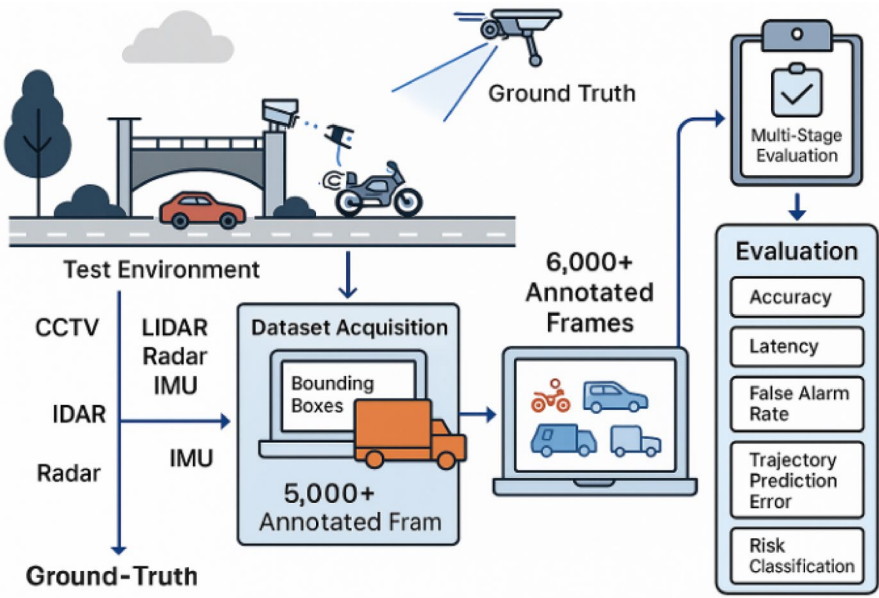 Ground Truth
Test Environment
CCTV
LIDAR
Radar
IMU
IDAR
IMU
Radar
Ground-Truth
Dataset Acquisition
Bounding
Boxes
5,000+
Annotated Fram
6,000+
Annotated
Frames
Multi-Stage
Evaluation
Evaluation
Accuracy
Latency
False Alarm
Rate
Trajectory
Prediction
Error
Risk
Classification